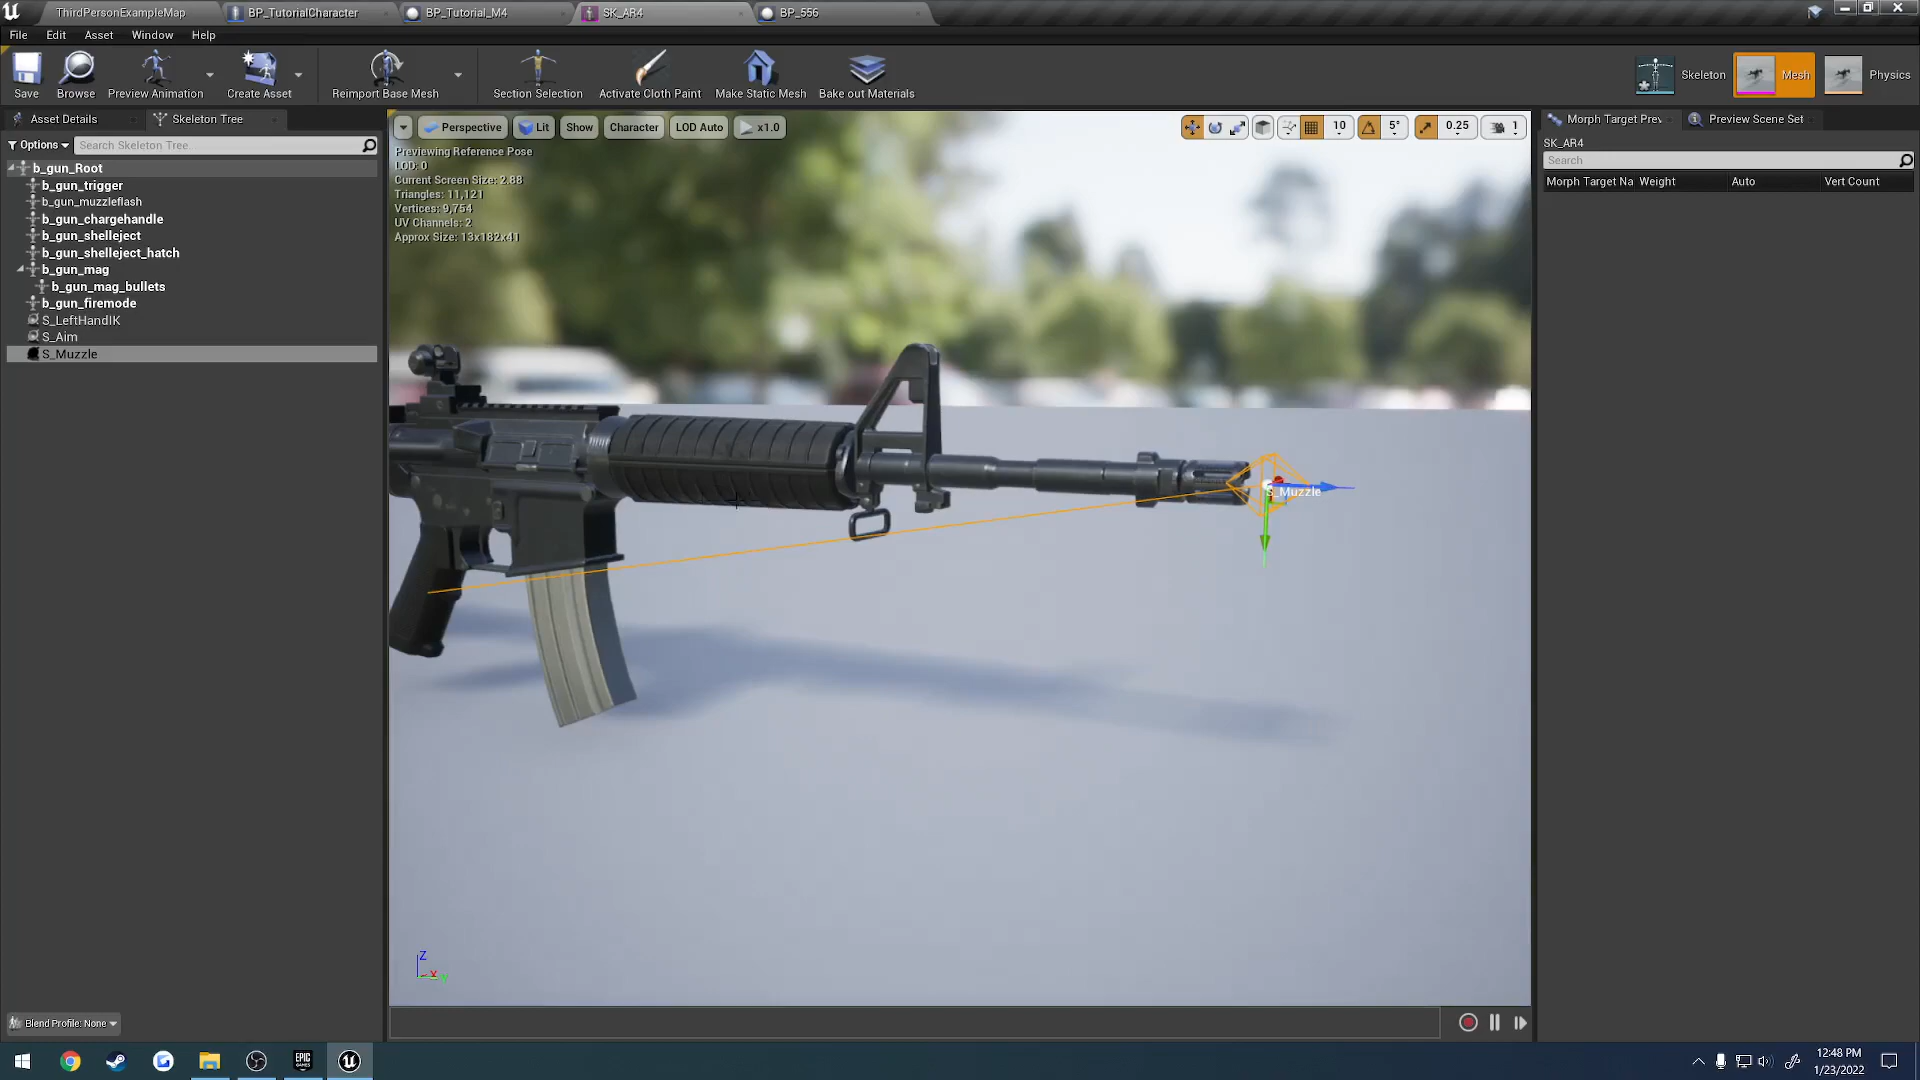 ThirdPersonExampleMap
BP_TutorialCharacter
BP_Tutorial_M4
SK_AR4
BP_556
File Edit Asset Window Help
Save
Browse
Preview Animation
Create Asset
Reimport Base Mesh
Section Selection
Activate Cloth Paint
Make Static Mesh
Bake out Materials
Skeleton
Mesh
Physics
Asset Details
Skeleton Tree
Options
Search Skeleton Tree
b_gun_Root
b_gun_trigger
b_gun_muzzleflash
b_gun_chargehandle
b_gun_shelleject
b_gun_shelleject_hatch
b_gun_mag
b_gun_mag_bullets
b_gun_firemode
S_LeftHandIK
S_Aim
S_Muzzle
Blend Profile: None
Perspective
Lit
Show
Character
LOD Auto
x1.0
10
5°
0.25
1
Previewing Reference Pose
LOD: 0
Current Screen Size: 2.88
Triangles: 11,121
Vertices: 9,754
UV Channels: 2
Approx Size: 13x182x41
S_Muzzle
Z
X
Y
Morph Target Prev
Preview Scene Set
SK_AR4
Search
Morph Target Na Weight Auto Vert Count
EPIC GAMES
12:48 PM
1/23/2022